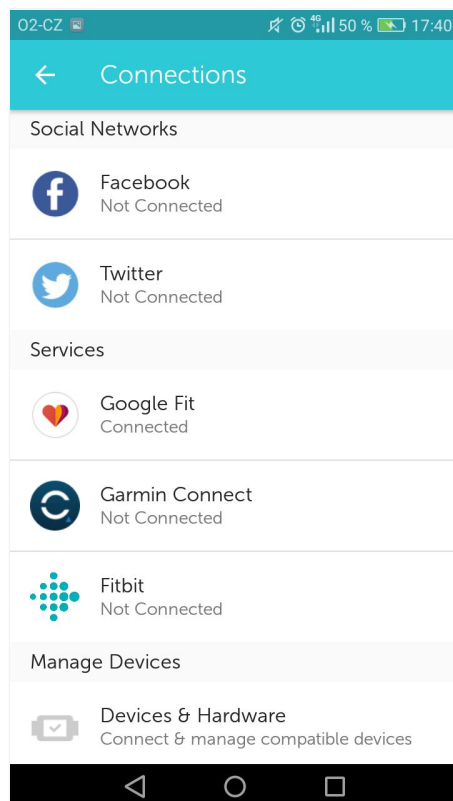 O2-CZ 4G 50 % 17:40
Connections
Social Networks
Facebook
Not Connected
Twitter
Not Connected
Services
Google Fit
Connected
Garmin Connect
Not Connected
Fitbit
Not Connected
Manage Devices
Devices & Hardware
Connect & manage compatible devices